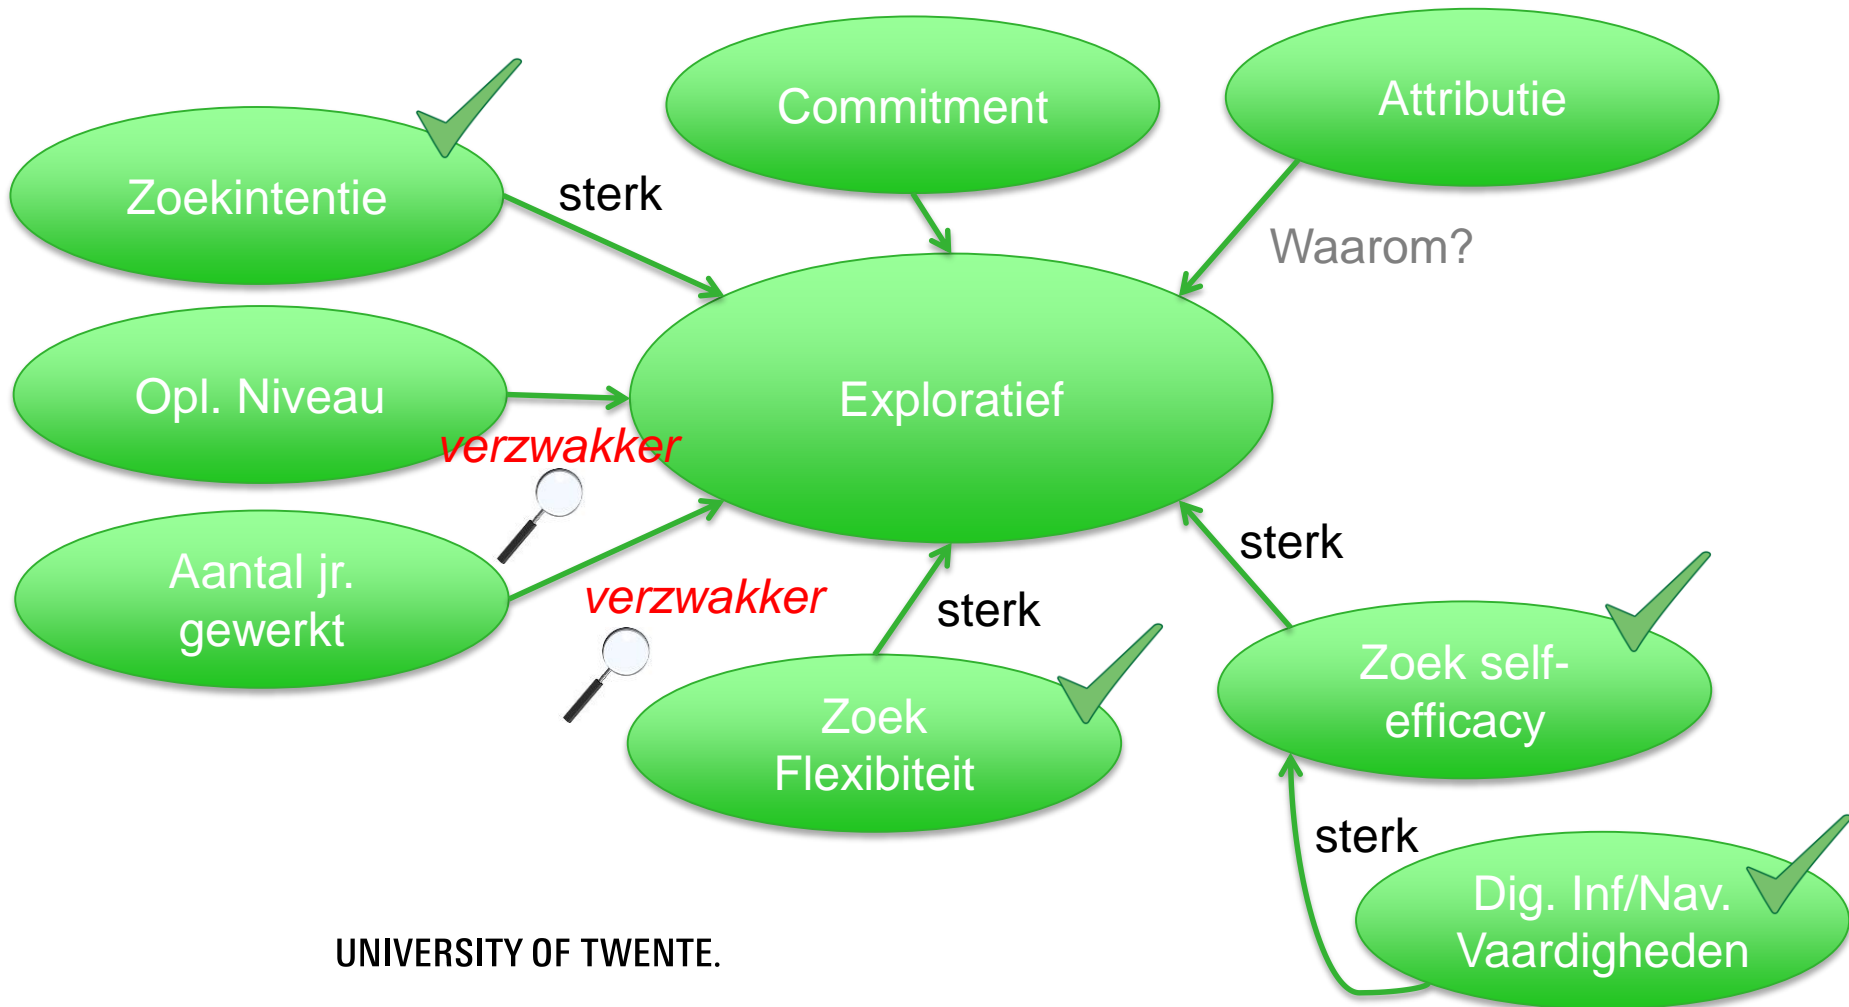 Commitment
Attributie
Zoekintentie
sterk
Waarom?
Opl. Niveau
Exploratief
verzwakker
Aantal jr.
gewerkt
verzwakker
sterk
sterk
Zoek
Flexibiteit
Zoek self-
efficacy
sterk
Dig. Inf/Nav.
Vaardigheden
UNIVERSITY OF TWENTE.